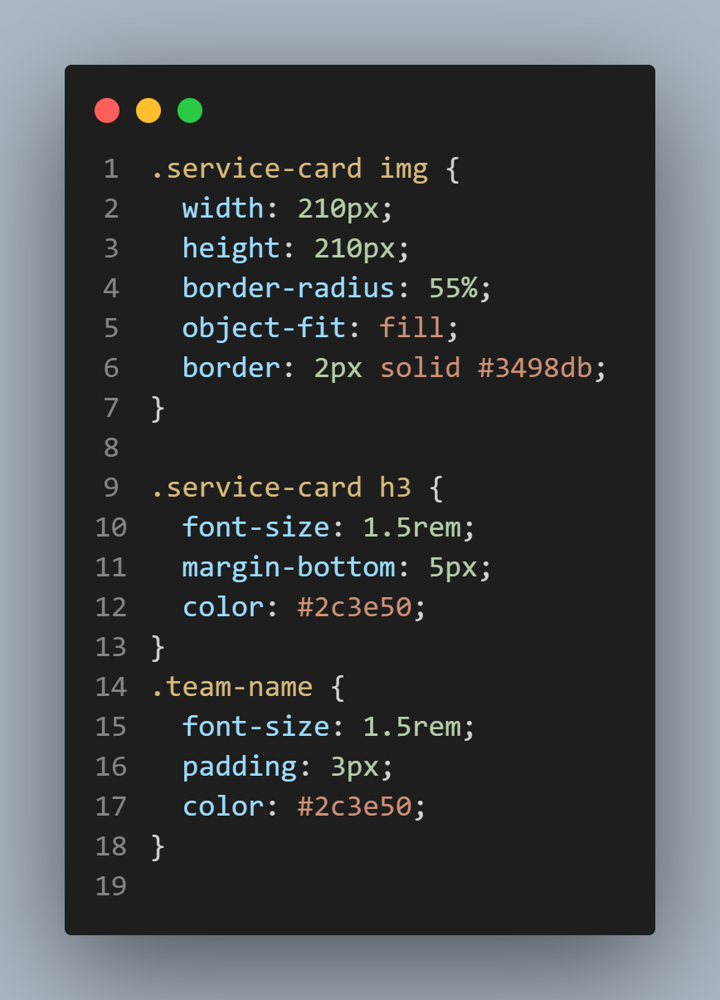 1 .service-card img {
2   width: 210px;
3   height: 210px;
4   border-radius: 55%;
5   object-fit: fill;
6   border: 2px solid #3498db;
7 }
8
9 .service-card h3 {
10   font-size: 1.5rem;
11   margin-bottom: 5px;
12   color: #2c3e50;
13 }
14 .team-name {
15   font-size: 1.5rem;
16   padding: 3px;
17   color: #2c3e50;
18 }
19